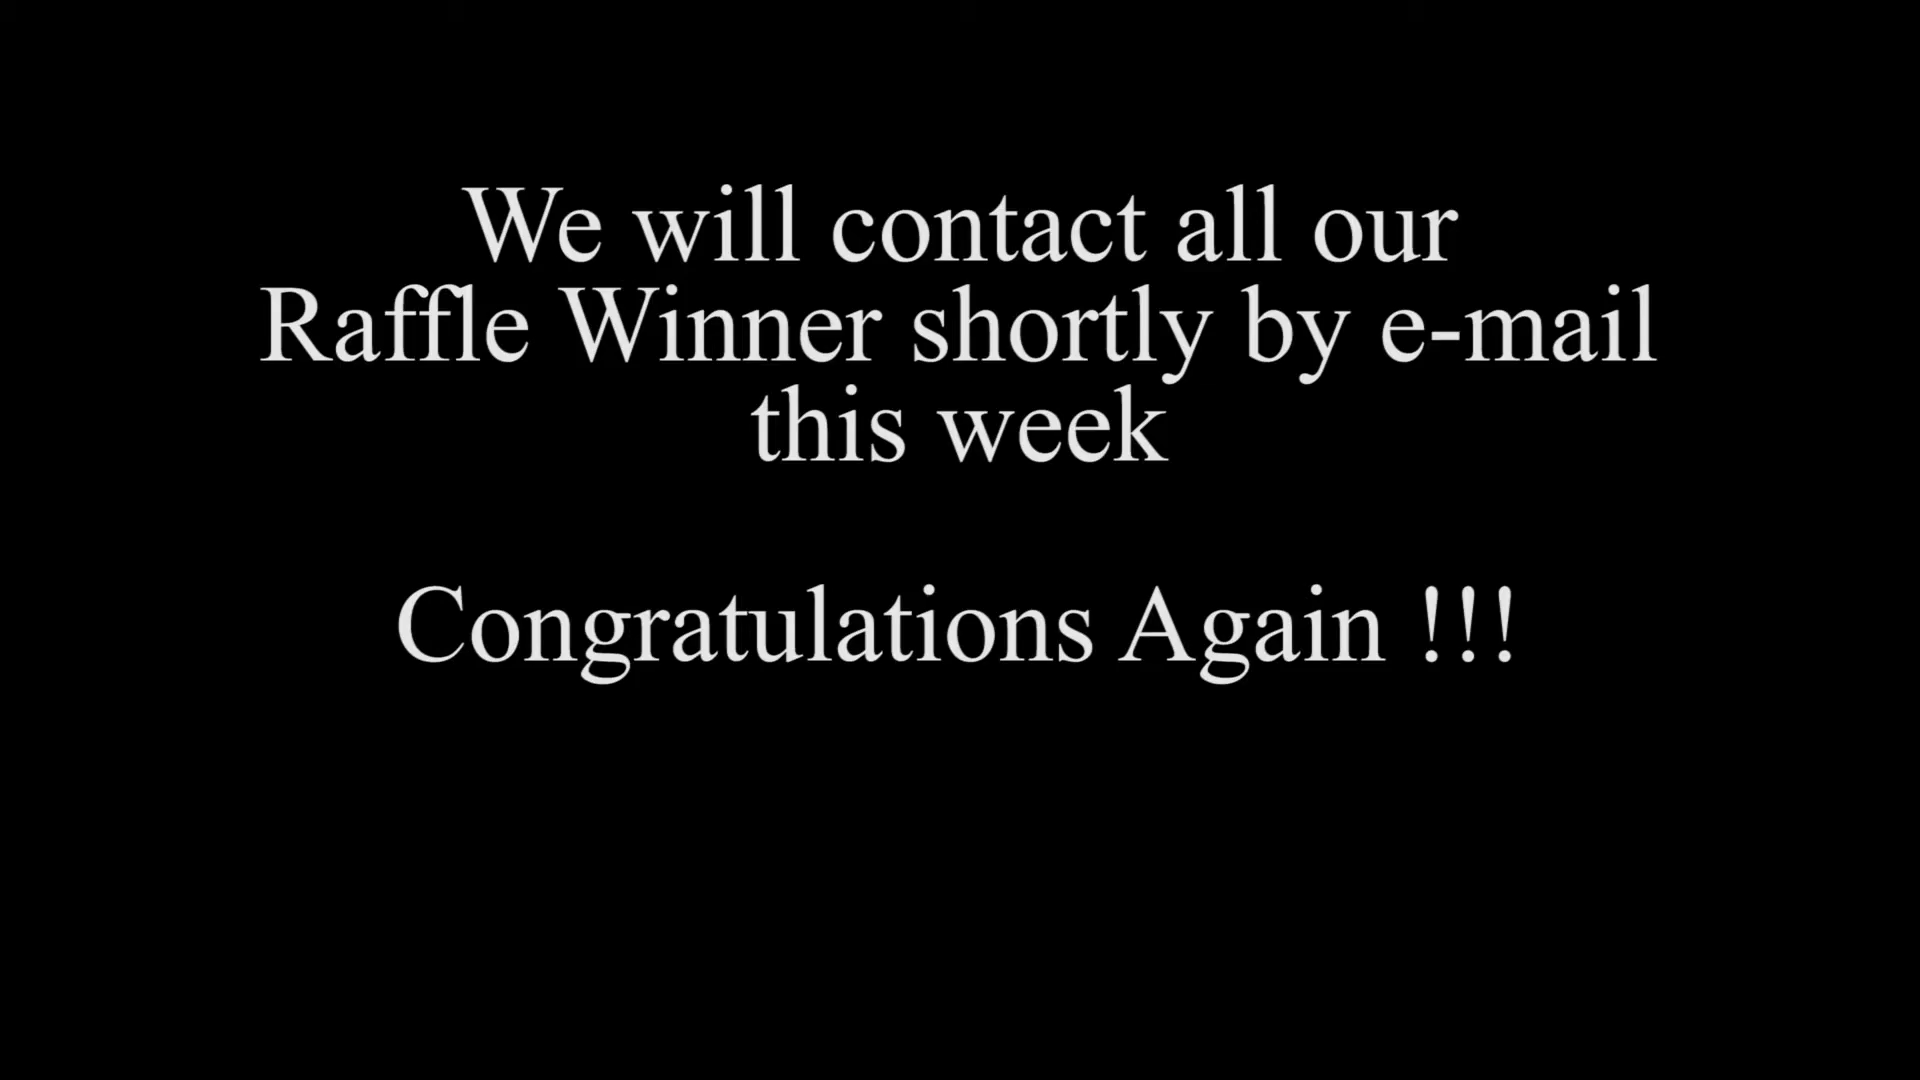 We will contact all our
Raffle Winner shortly by e-mail
this week
Congratulations Again !!!